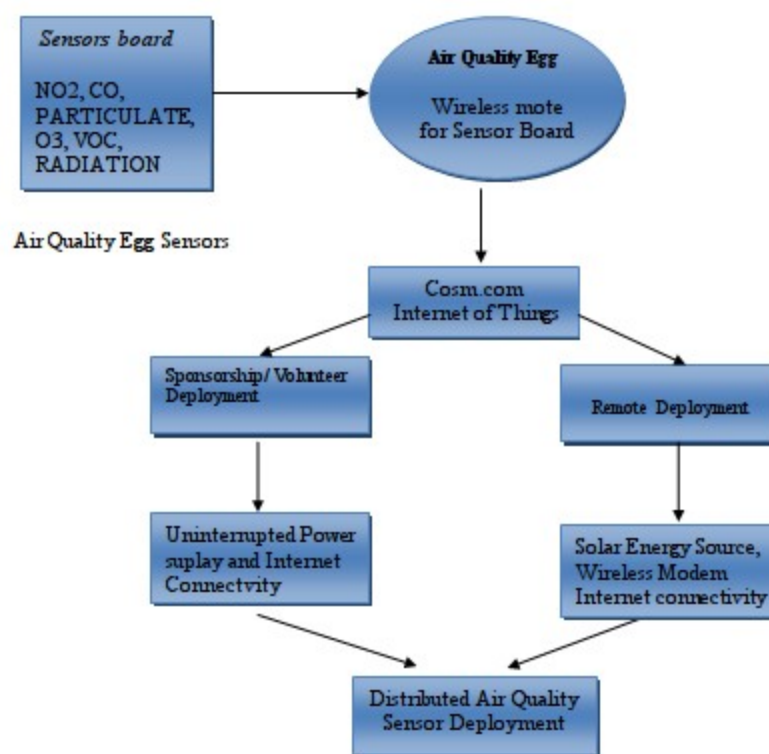 Sensors board
NO2, CO,
PARTICULATE,
O3, VOC,
RADIATION
Air Quality Egg
Wireless mote
for Sensor Board
Air Quality Egg Sensors
Cosm.com
Internet of Things
Sponsorship/ Volunteer
Deployment
Remote Deployment
Uninterrupted Power
suplay and Internet
Connectvity
Solar Energy Source,
Wireless Modem
Internet connectivity
Distributed Air Quality
Sensor Deployment